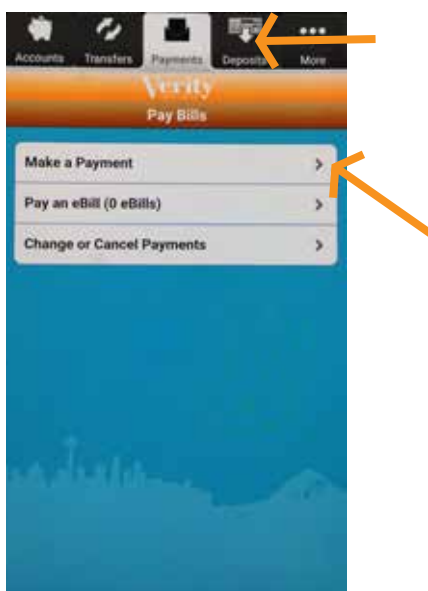 Accounts Transfers Payments Deposits More
Verity
Pay Bills
Make a Payment
Pay an eBill (0 eBills)
Change or Cancel Payments